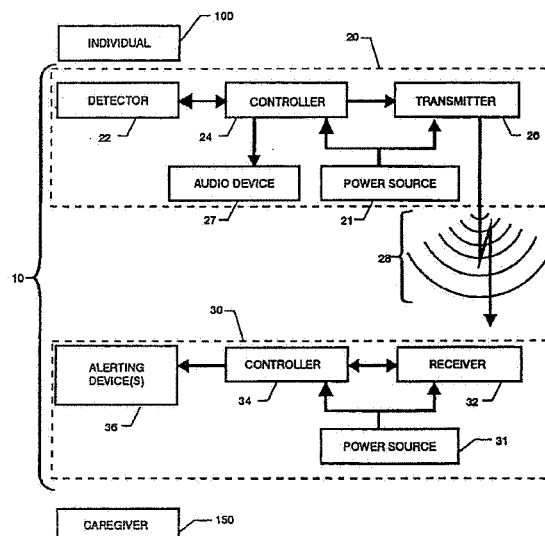 INDIVIDUAL
100
20
DETECTOR
22
CONTROLLER
24
TRANSMITTER
26
AUDIO DEVICE
27
POWER SOURCE
21
28
10
30
ALERTING
DEVICE(S)
36
CONTROLLER
34
RECEIVER
32
POWER SOURCE
31
CAREGIVER
150